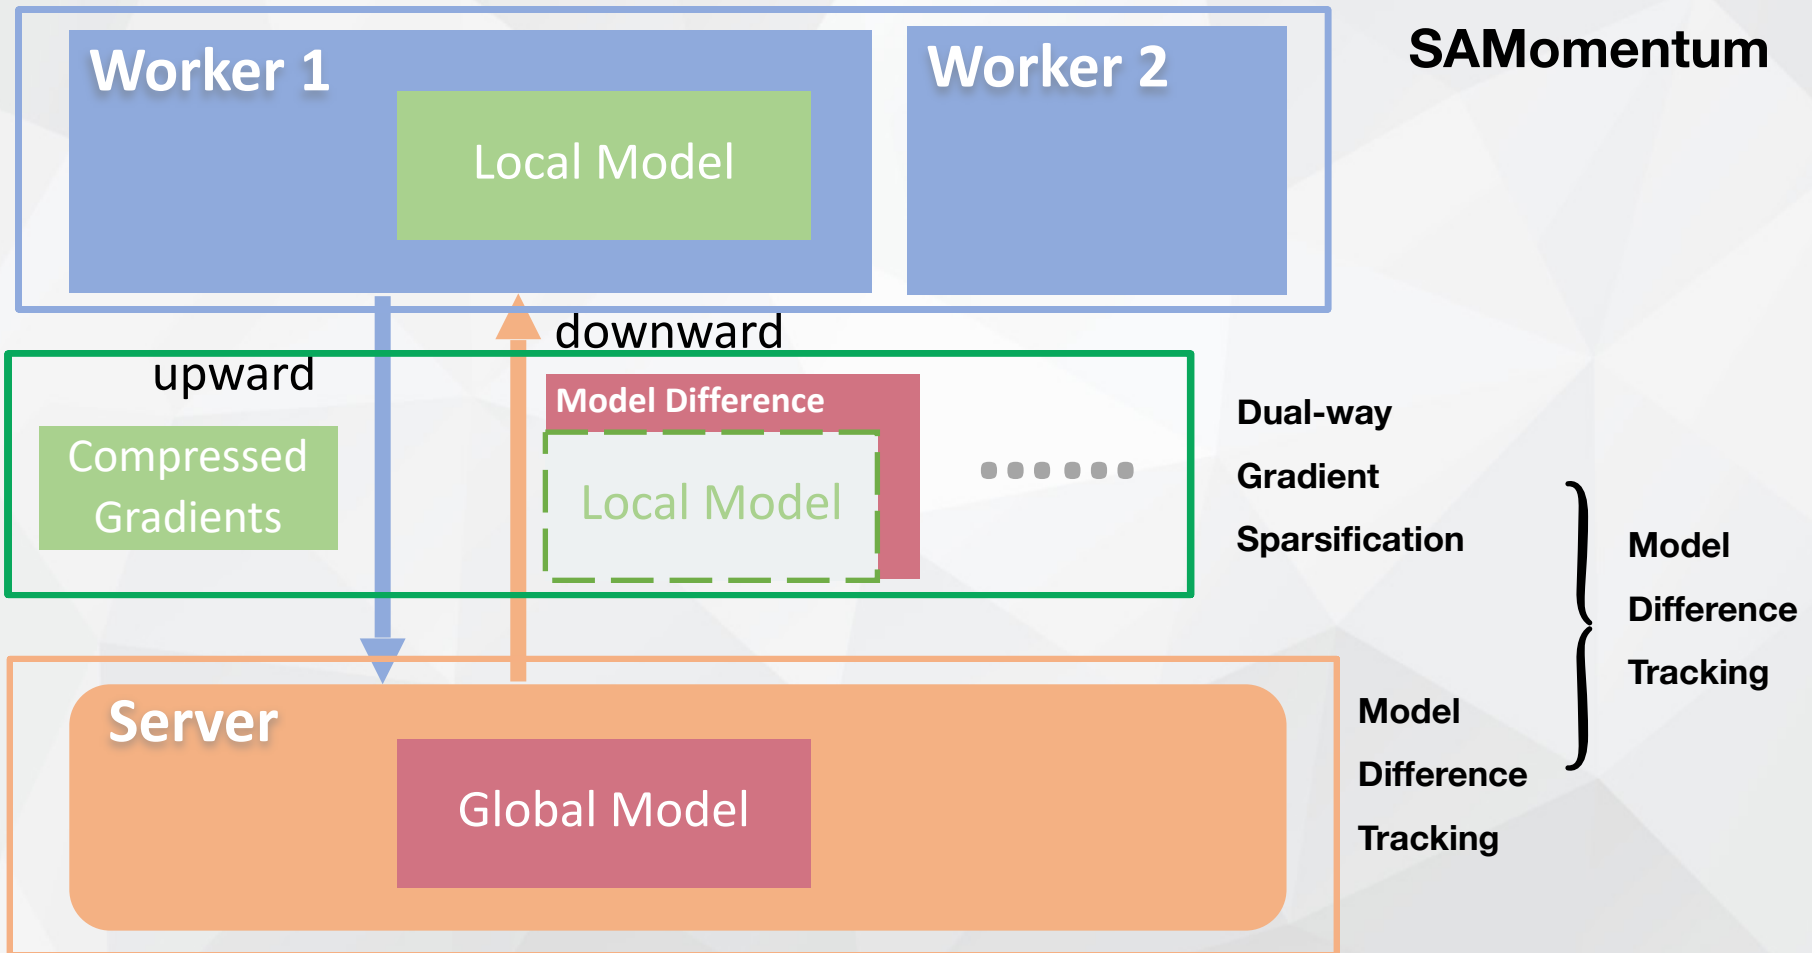 Worker 1
Worker 2
SAMomentum
Local Model
downward
upward
Model Difference
Compressed
Gradients
Local Model
Dual-way
Gradient
Sparsification
Model
Difference
Tracking
Server
Global Model
Model
Difference
Tracking